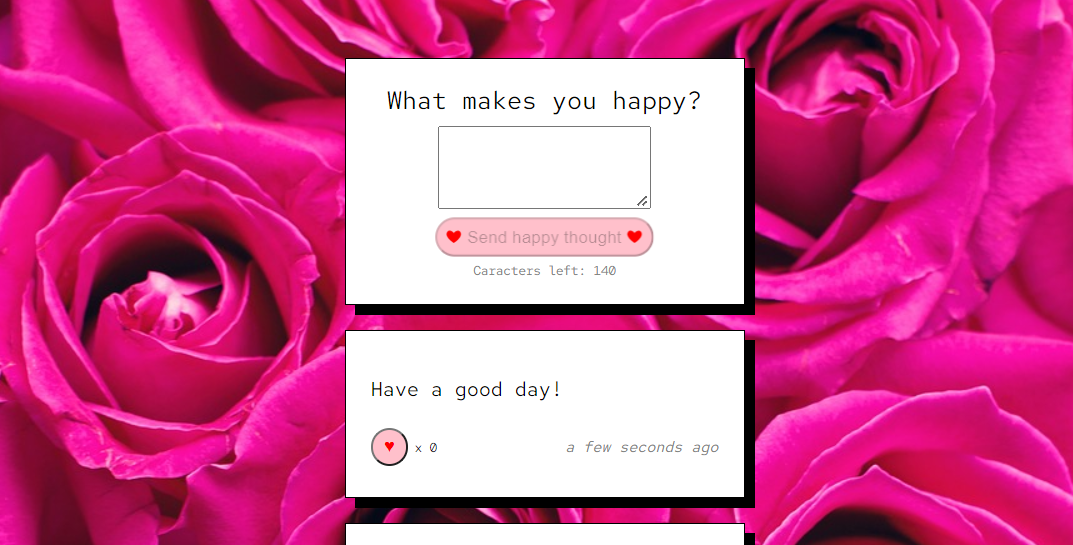 What makes you happy?
❤️ Send happy thought ❤️
Caracters left: 140
Have a good day!
♥ x 0
a few seconds ago